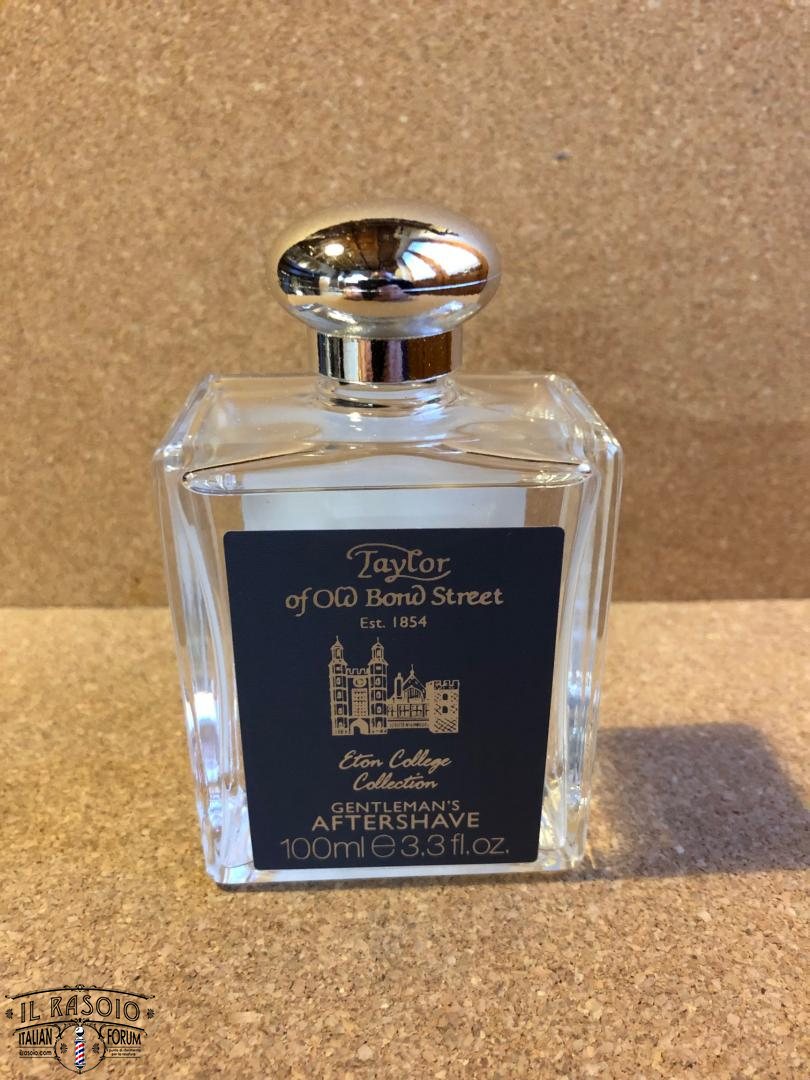 Taylor
of Old Bond Street
Est. 1854
Eton College
Collection
GENTLEMAN'S
AFTERSHAVE
100ml e 3.3 fl.oz.
IL RASOIO
ITALIAN FORUM
ilrasoio.com